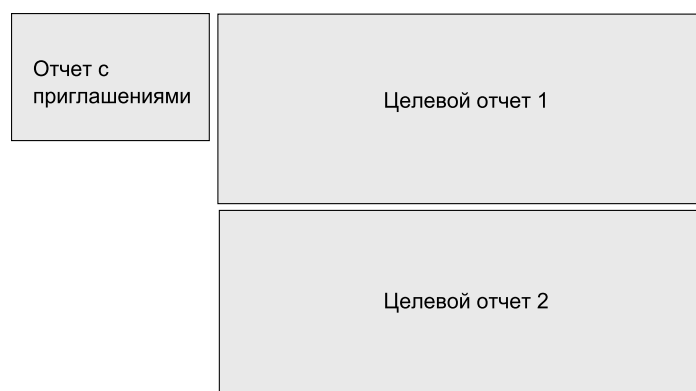 Отчет с
приглашениями
Целевой отчет 1
Целевой отчет 2